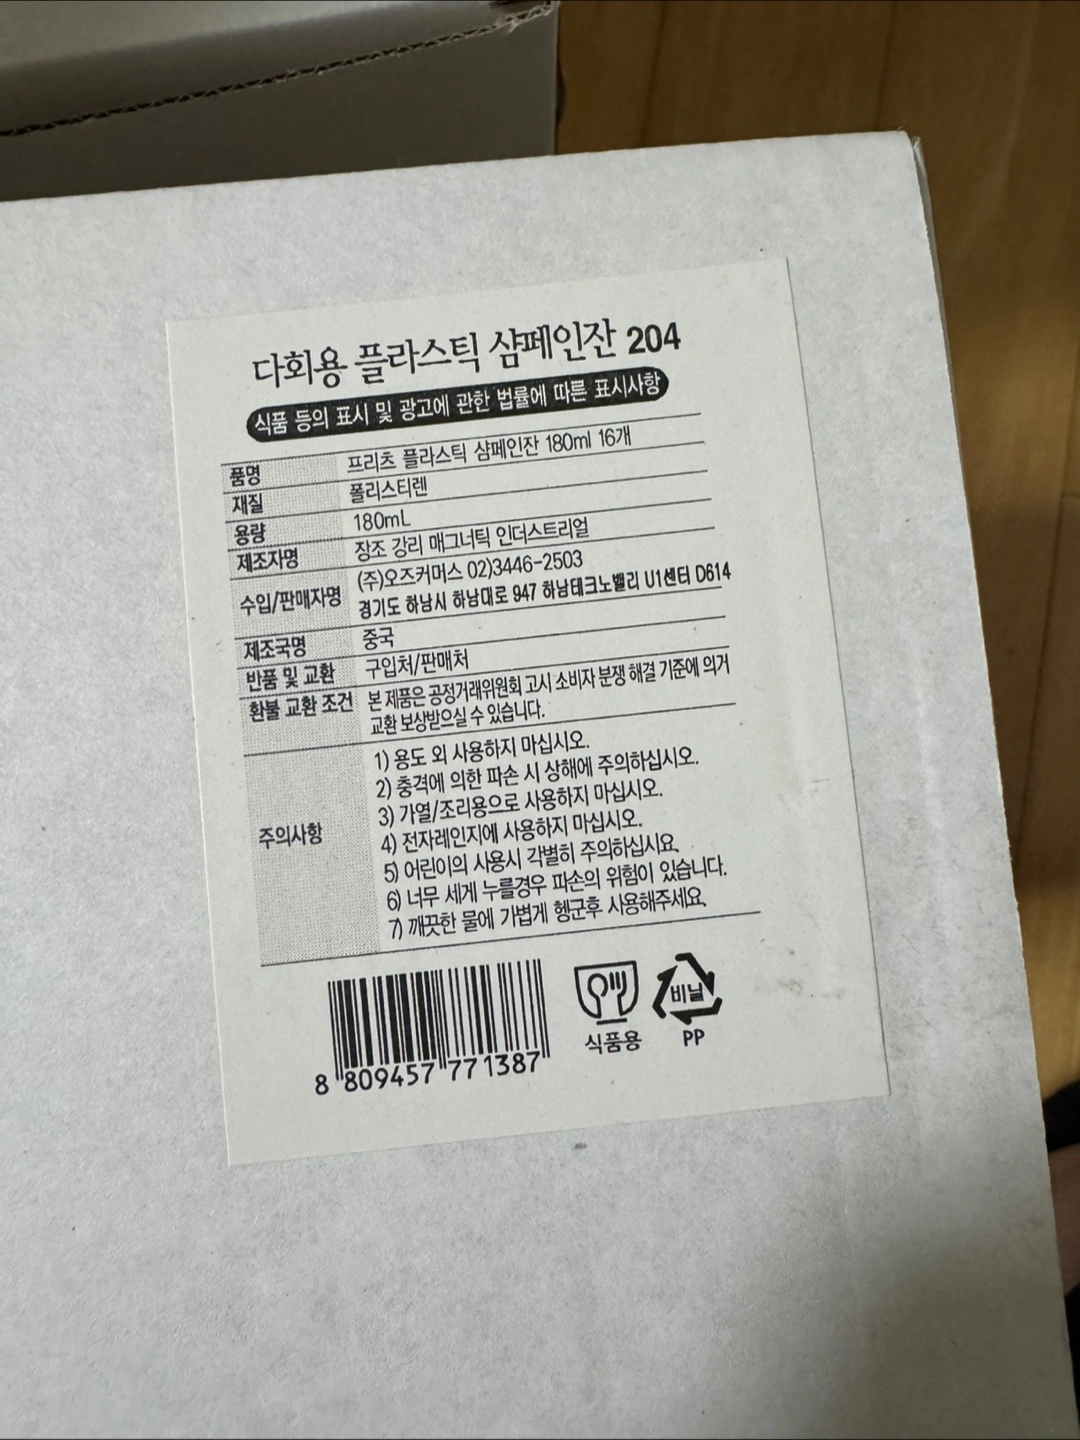 다회용 플라스틱 샴페인잔 204
식품 등의 표시 및 광고에 관한 법률에 따른 표시사항
품명 프리츠 플라스틱 샴페인잔 180ml 16개
재질 폴리스티렌
용량 180mL
제조자명 장조 강리 매그너틱 인더스트리얼
수입/판매자명 (주)오즈커머스 02)3446-2503
경기도 하남시 하남대로 947 하남테크노밸리 U1센터 D614
제조국명 중국
반품 및 교환 구입처/판매처
환불 교환 조건 본 제품은 공정거래위원회 고시 소비자 분쟁 해결 기준에 의거
교환 보상받으실 수 있습니다.
주의사항
1) 용도 외 사용하지 마십시오.
2) 충격에 의한 파손 시 상해에 주의하십시오.
3) 가열/조리용으로 사용하지 마십시오.
4) 전자레인지에 사용하지 마십시오.
5) 어린이의 사용시 각별히 주의하십시요.
6) 너무 세게 누를경우 파손의 위험이 있습니다.
7) 깨끗한 물에 가볍게 헹군후 사용해주세요.
8 809457 771387
식품용
비닐
PP